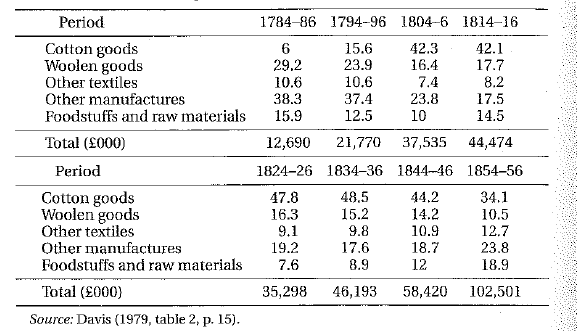 Period 1784–86 1794–96 1804–6 1814–16
Cotton goods 6 15.6 42.3 42.1
Woolen goods 29.2 23.9 16.4 17.7
Other textiles 10.6 10.6 7.4 8.2
Other manufactures 38.3 37.4 23.8 17.5
Foodstuffs and raw materials 15.9 12.5 10 14.5
Total (£000) 12,690 21,770 37,535 44,474
Period 1824–26 1834–36 1844–46 1854–56
Cotton goods 47.8 48.5 44.2 34.1
Woolen goods 16.3 15.2 14.2 10.5
Other textiles 9.1 9.8 10.9 12.7
Other manufactures 19.2 17.6 18.7 23.8
Foodstuffs and raw materials 7.6 8.9 12 18.9
Total (£000) 35,298 46,193 58,420 102,501
Source: Davis (1979, table 2, p. 15).